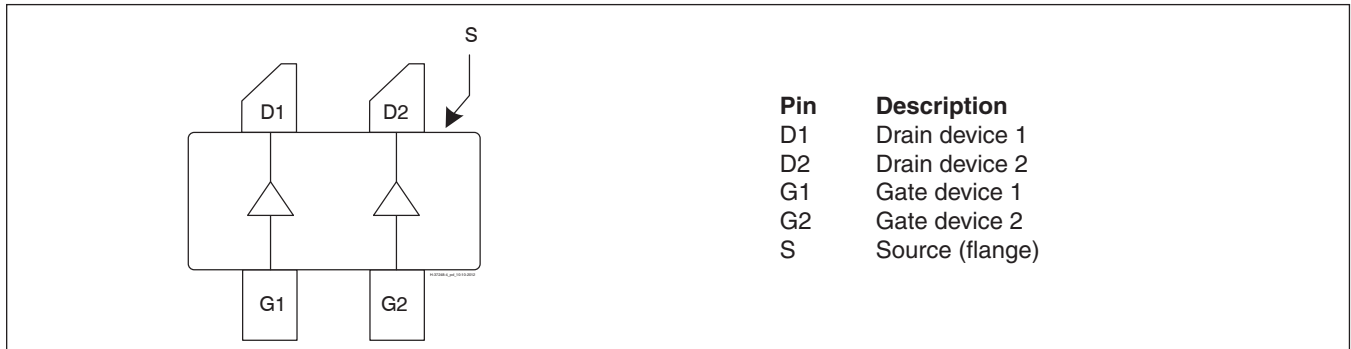 S
D1 D2
G1 G2
Pin Description
D1 Drain device 1
D2 Drain device 2
G1 Gate device 1
G2 Gate device 2
S Source (flange)